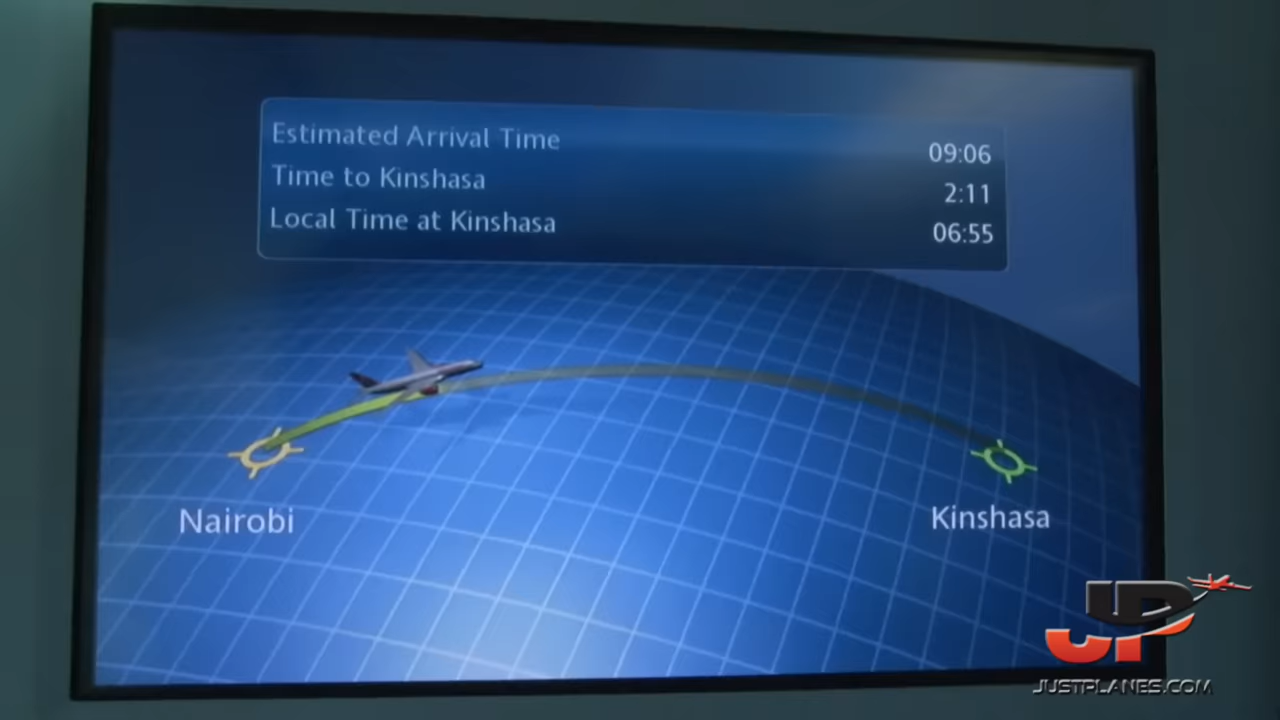 Estimated Arrival Time 09:06
Time to Kinshasa 2:11
Local Time at Kinshasa 06:55
Nairobi
Kinshasa
JP
JUSTPLANES.COM